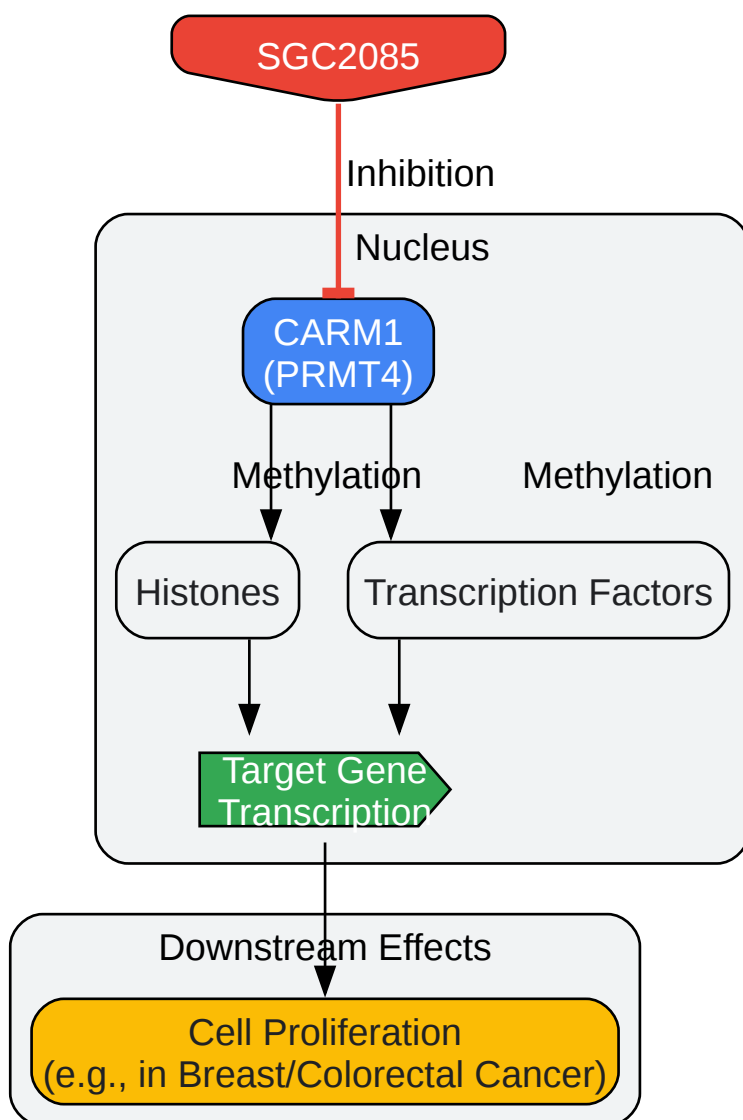 SGC2085
Inhibition
Nucleus
CARM1
(PRMT4)
Methylation
Methylation
Histones
Transcription Factors
Target Gene
Transcription
Downstream Effects
Cell Proliferation
(e.g., in Breast/Colorectal Cancer)